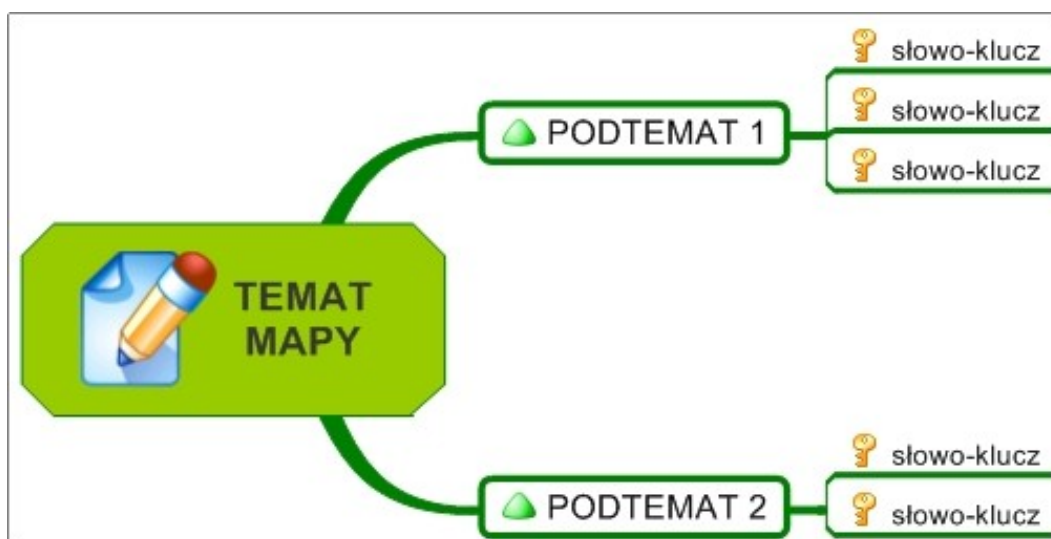 słowo-klucz
słowo-klucz
PODTEMAT 1
słowo-klucz
TEMAT
MAPY
słowo-klucz
PODTEMAT 2
słowo-klucz